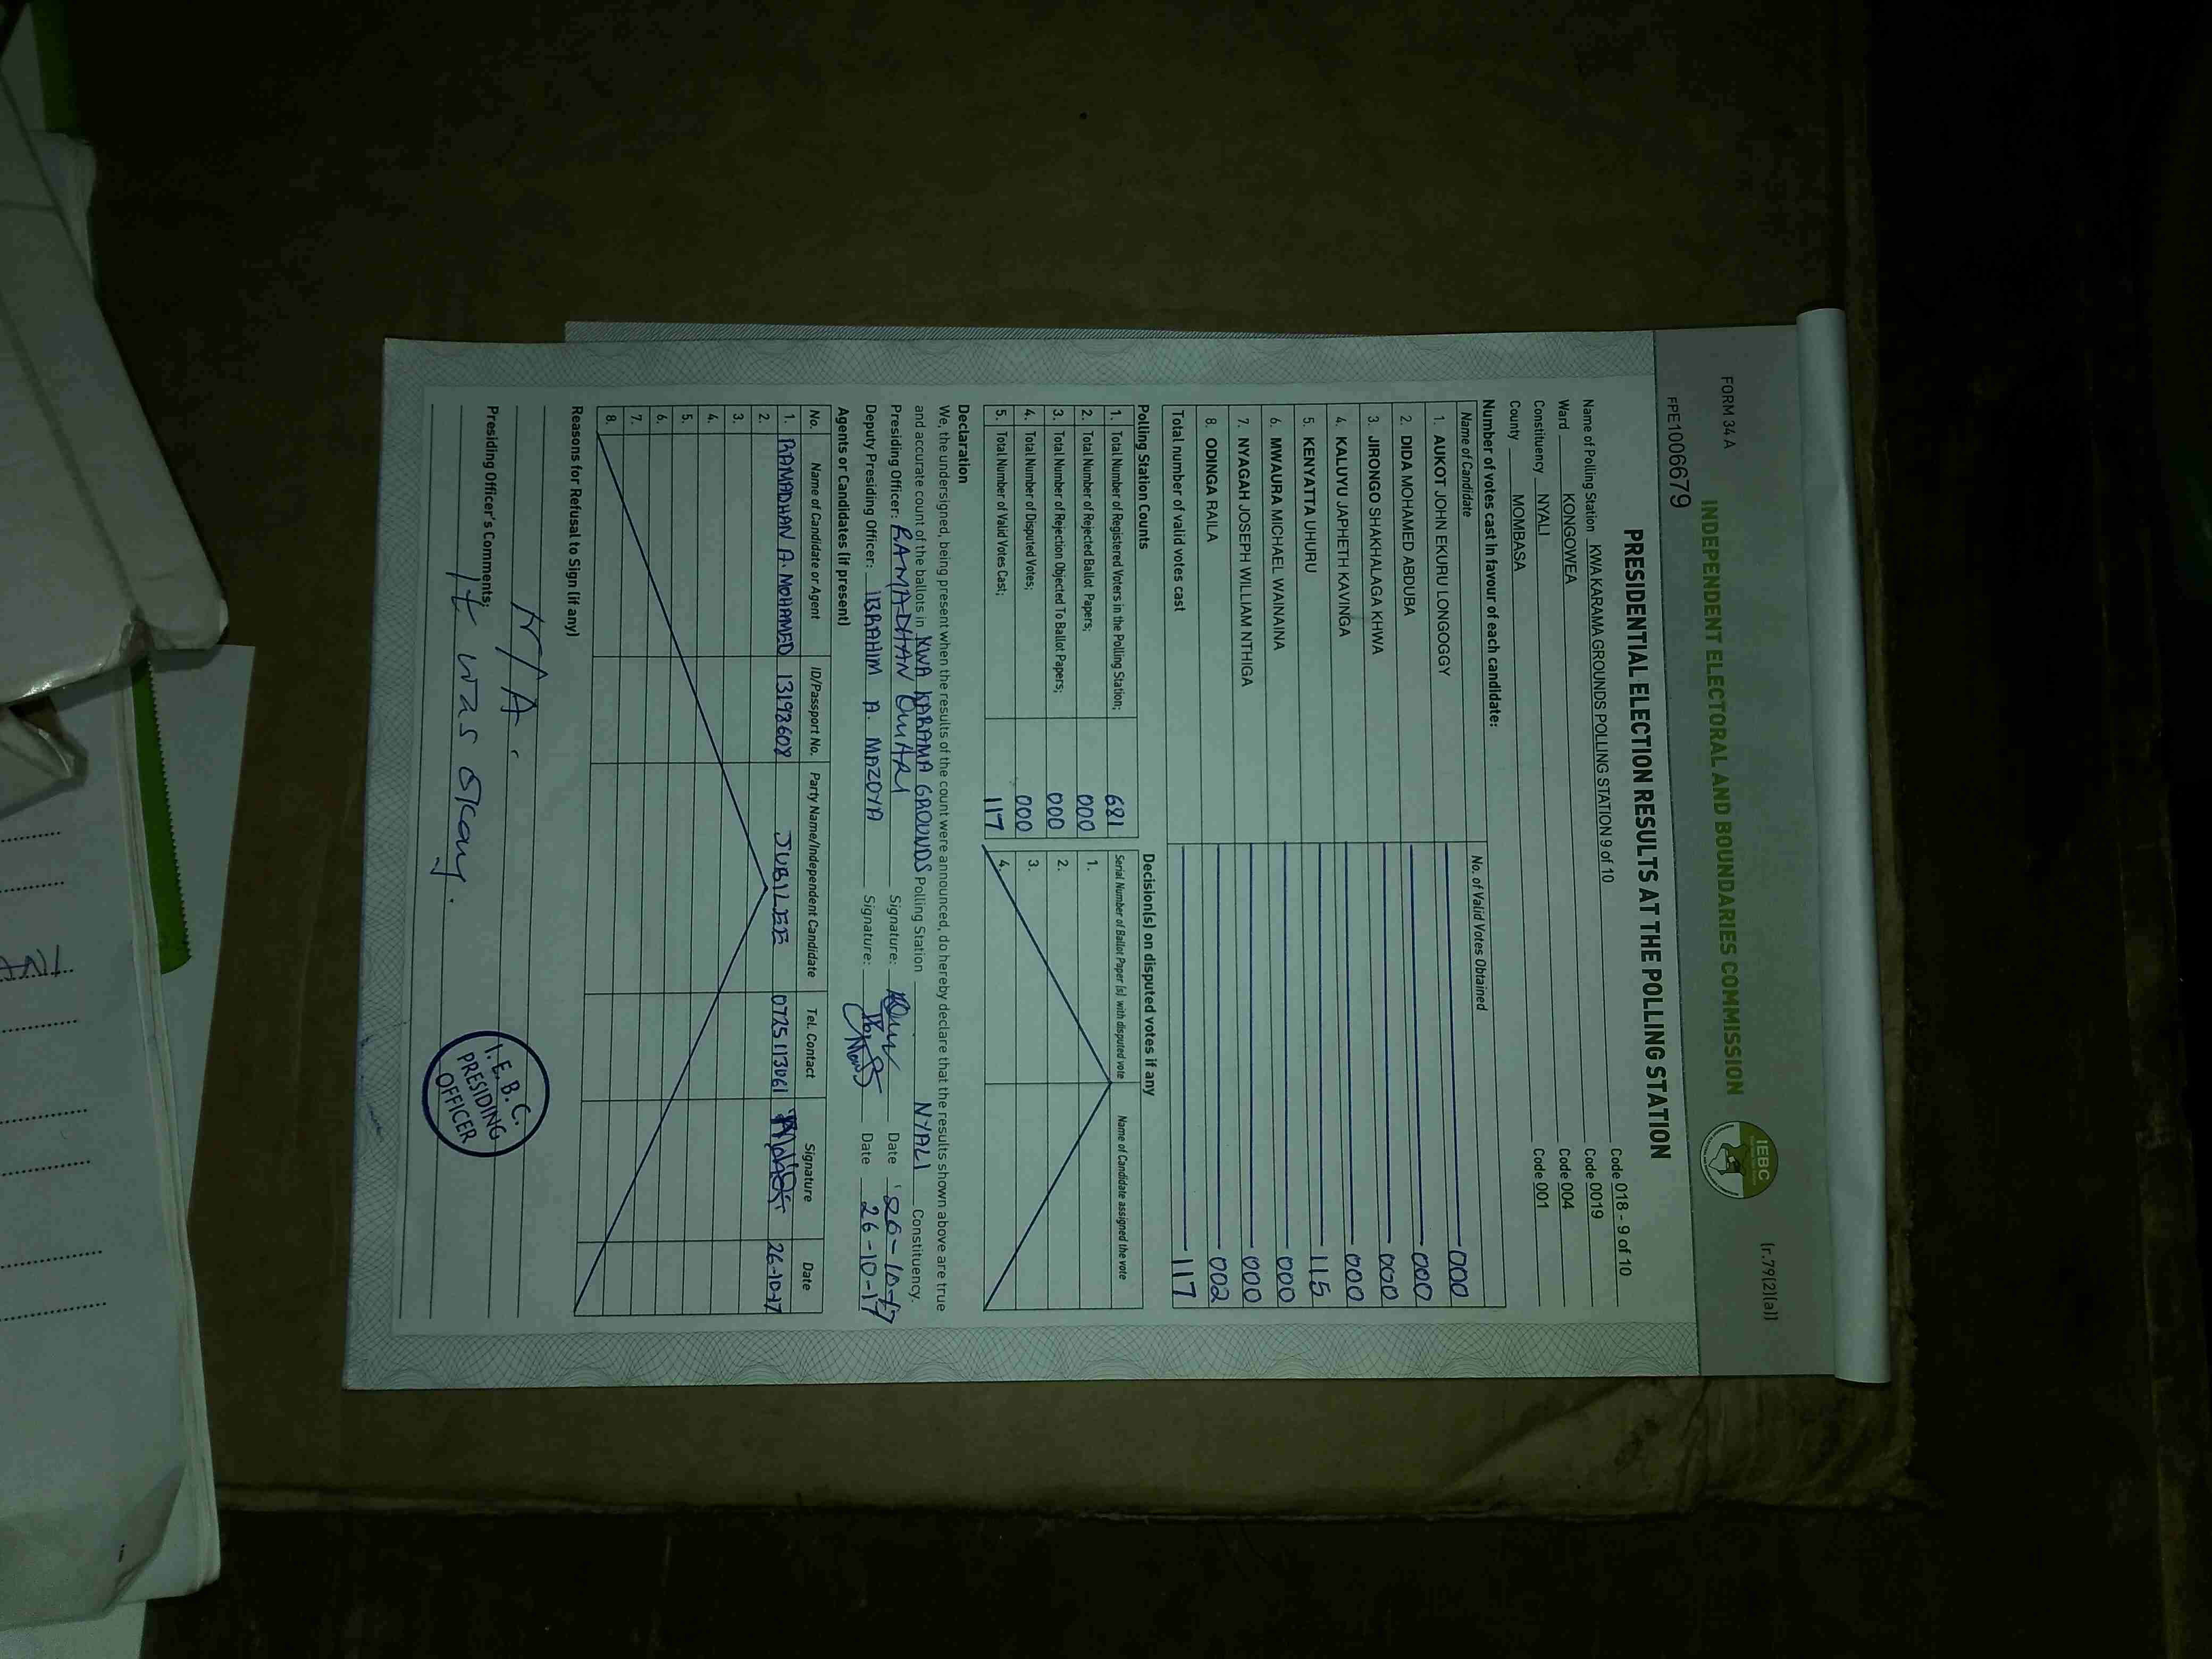 FORM 34 A
(r.79(2)(a))
INDEPENDENT ELECTORAL AND BOUNDARIES COMMISSION
IEBC
FPE1006679
PRESIDENTIAL ELECTION RESULTS AT THE POLLING STATION
Name of Polling Station KWA KARAMA GROUNDS POLLING STATION 9 of 10 Code 018 - 9 of 10
Ward KONGOWEA Code 0019
Constituency NYALI Code 004
County MOMBASA Code 001
Number of votes cast in favour of each candidate:
Name of Candidate No. of Valid Votes Obtained
1. AUKOT JOHN EKURU LONGOGGY 000
2. DIDA MOHAMED ABDUBA 000
3. JIRONGO SHAKHALAGA KHWA 000
4. KALUYU JAPHETH KAVINGA 000
5. KENYATTA UHURU 115
6. MWAURA MICHAEL WAINAINA 000
7. NYAGAH JOSEPH WILLIAM NTHIGA 000
8. ODINGA RAILA 002
Total number of valid votes cast 117
Polling Station Counts
1. Total Number of Registered Voters in the Polling Station; 681
2. Total Number of Rejected Ballot Papers; 000
3. Total Number of Rejection Objected To Ballot Papers; 000
4. Total Number of Disputed Votes; 000
5. Total Number of Valid Votes Cast; 117
Decision(s) on disputed votes if any
Serial Number of Ballot Paper (s) with disputed vote Name of Candidate assigned the vote
1.
2.
3.
4.
Declaration
We, the undersigned, being present when the results of the count were announced, do hereby declare that the results shown above are true
and accurate count of the ballots in KWA KARAMA GROUNDS Polling Station NYALI Constituency.
Presiding Officer: RAMADHAN OMARI Signature: Date 26-10-17
Deputy Presiding Officer: IBRAHIM A. MAZOYA Signature: Date 26-10-17
Agents or Candidates (if present)
No. Name of Candidate or Agent ID/Passport No. Party Name/Independent Candidate Tel. Contact Signature Date
1. RAMADHAN A. MOHAMED 13192608 JUBILEE 0725113061 26-10-17
2.
3.
4.
5.
6.
7.
8.
Reasons for Refusal to Sign (if any)
N/A.
Presiding Officer's Comments;
It was okay.
I.E.B.C.
PRESIDING
OFFICER